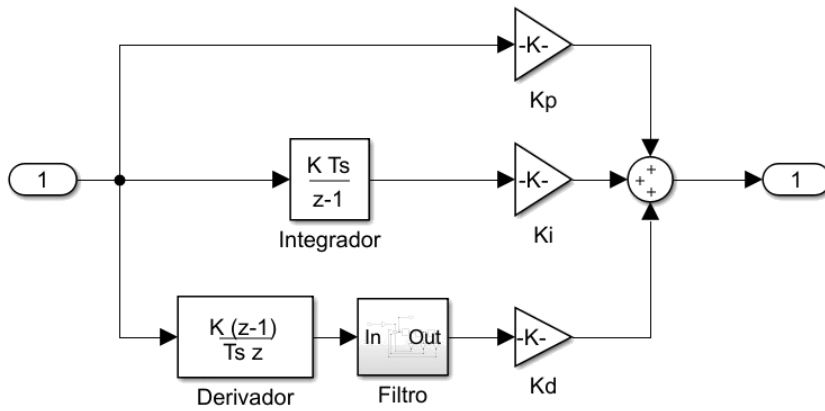 -K-
Kp
1
K Ts
z-1
Integrador
-K-
Ki
+
+
+
1
K (z-1)
Ts z
Derivador
In Out
Filtro
-K-
Kd